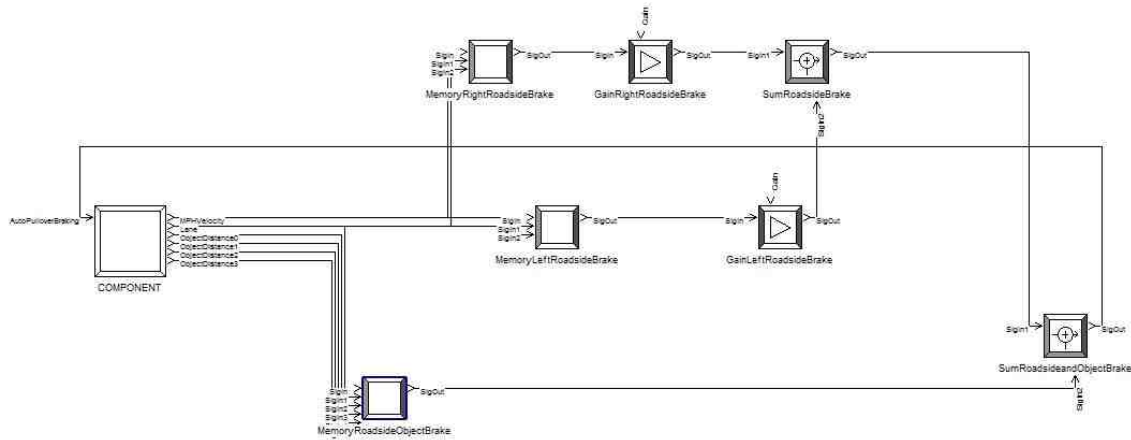 Gain
SigIn
SigIn1
SigIn2
SigOut
SigIn
SigOut
SigIn1
SigOut
MemoryRightRoadsideBrake
GainRightRoadsideBrake
SumRoadsideBrake
SigIn2
Gain
AutoPulloverBraking
MPHVelocity
Lane
ObjectDistance0
ObjectDistance1
ObjectDistance2
ObjectDistance3
SigIn
SigIn1
SigIn2
SigOut
SigIn
SigOut
MemoryLeftRoadsideBrake
GainLeftRoadsideBrake
COMPONENT
SigIn1
SigOut
SumRoadsideandObjectBrake
SigIn2
SigIn
SigIn1
SigIn2
SigIn3
SigOut
MemoryRoadsideObjectBrake